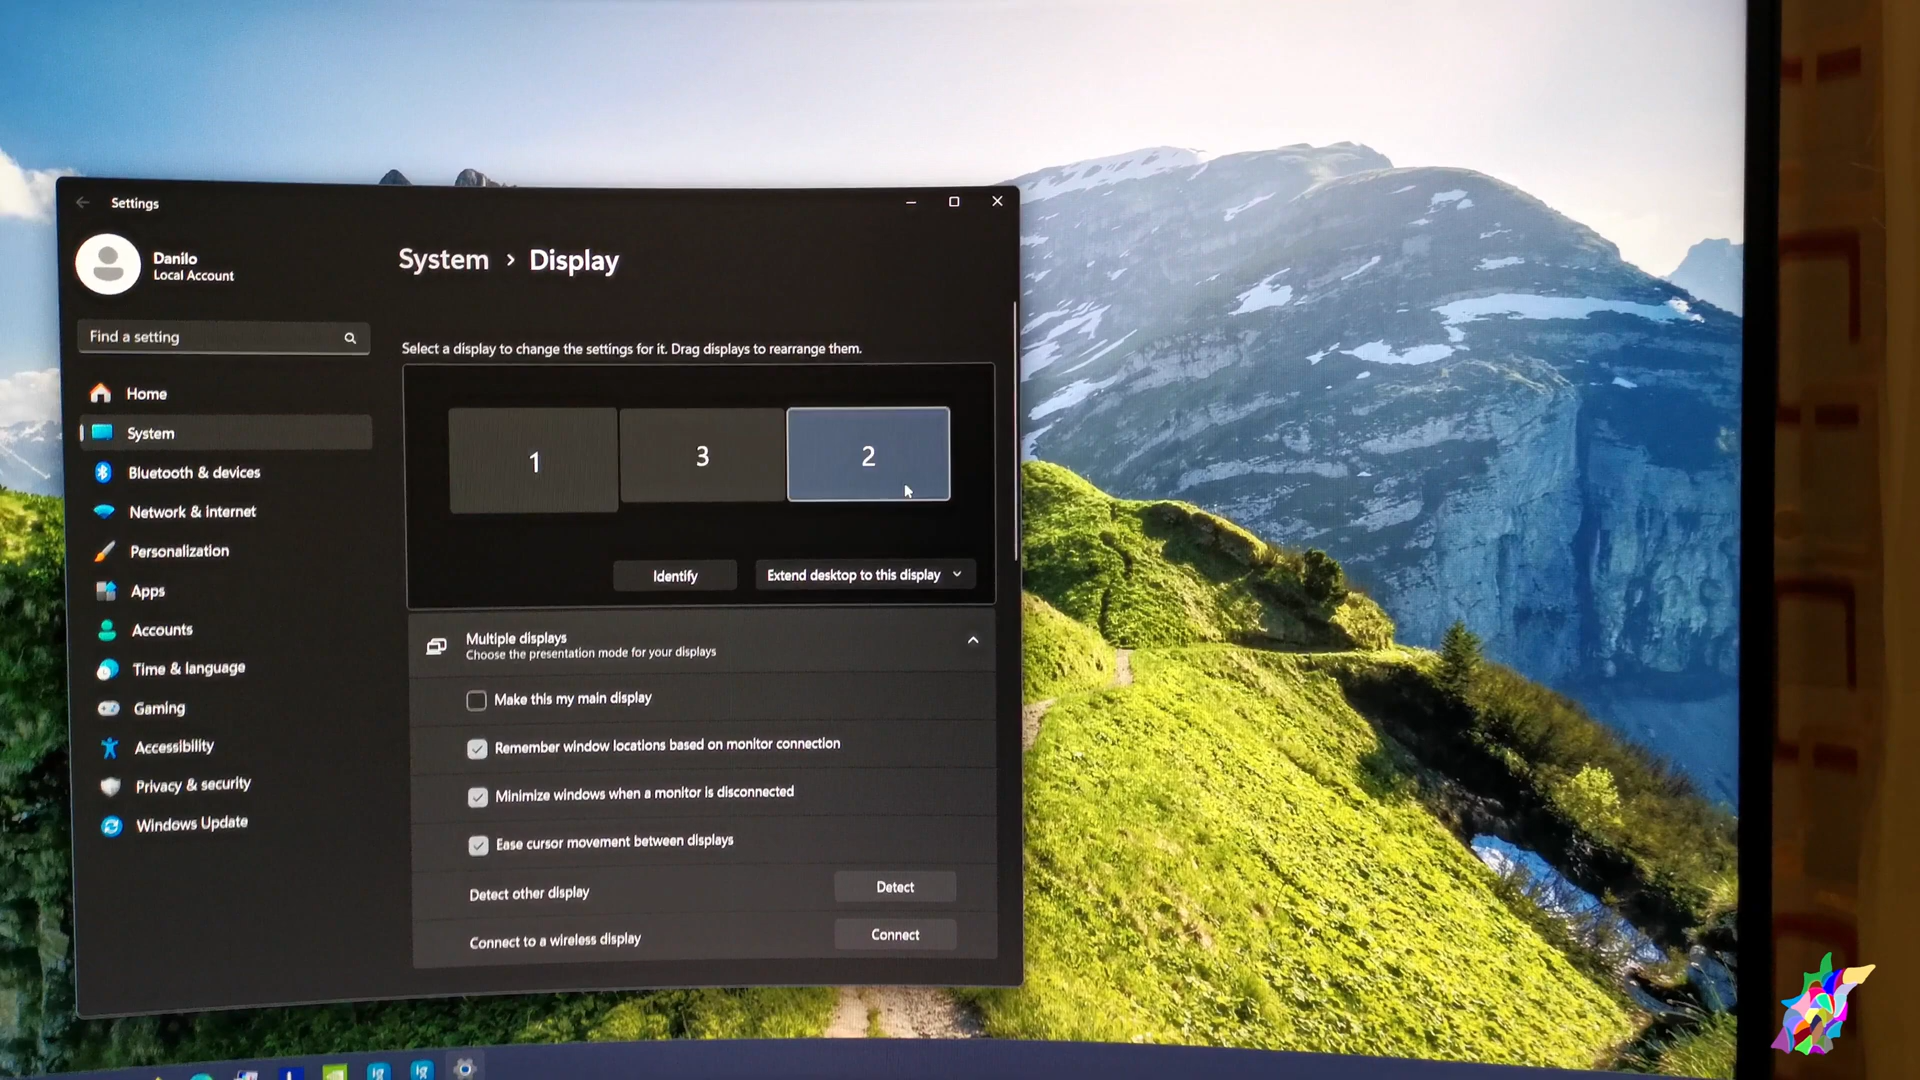 Settings
Danilo
Local Account
System › Display
Find a setting
Select a display to change the settings for it. Drag displays to rearrange them.
Home
System
Bluetooth & devices
Network & internet
Personalization
Apps
Accounts
Time & language
Gaming
Accessibility
Privacy & security
Windows Update
1
3
2
Identify
Extend desktop to this display
Multiple displays
Choose the presentation mode for your displays
Make this my main display
Remember window locations based on monitor connection
Minimize windows when a monitor is disconnected
Ease cursor movement between displays
Detect other display
Detect
Connect to a wireless display
Connect